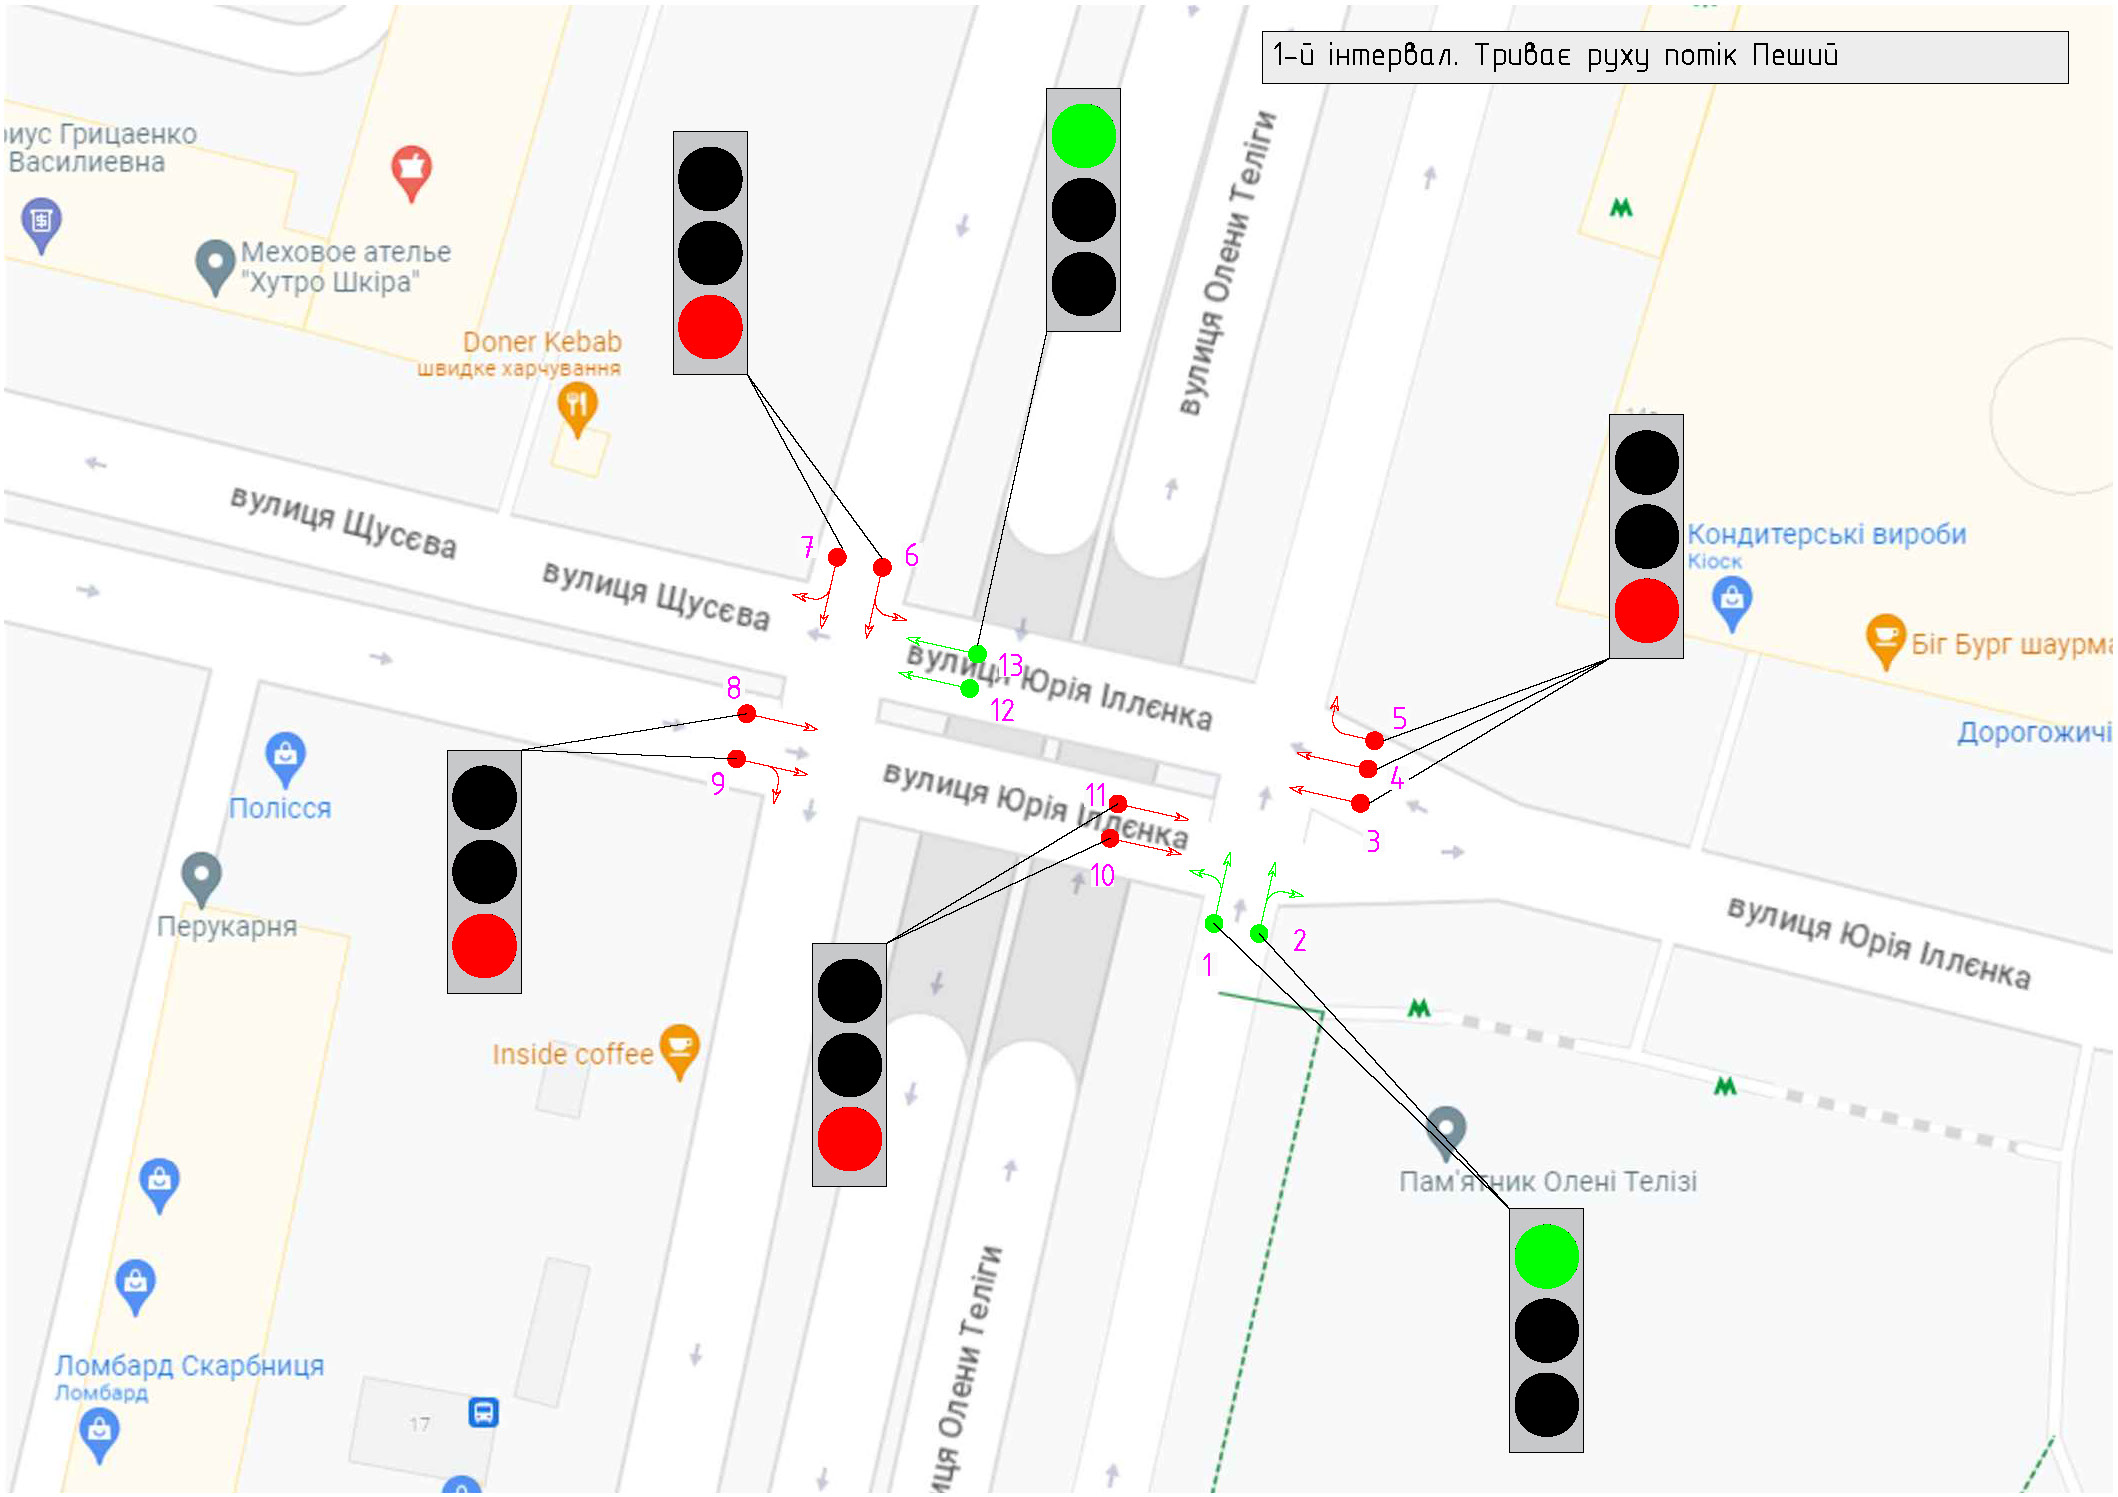 1-й інтервал. Триває руху потік Пеший
риус Грицаенко
Василиевна
Меховое ателье
"Хутро Шкіра"
Doner Kebab
швидке харчування
вулиця Олени Теліги
Кондитерські вироби
Кіоск
Біг Бург шаурма
Дорогожичі
вулиця Щусєва
вулиця Щусєва
7
6
13
12
вулиця Юрія Іллєнка
5
4
3
8
9
11
10
вулиця Юрія Іллєнка
1
2
вулиця Юрія Іллєнка
Полісся
Перукарня
Inside coffee
Пам'ятник Олені Телізі
Ломбард Скарбниця
Ломбард
17
иця Олени Теліги